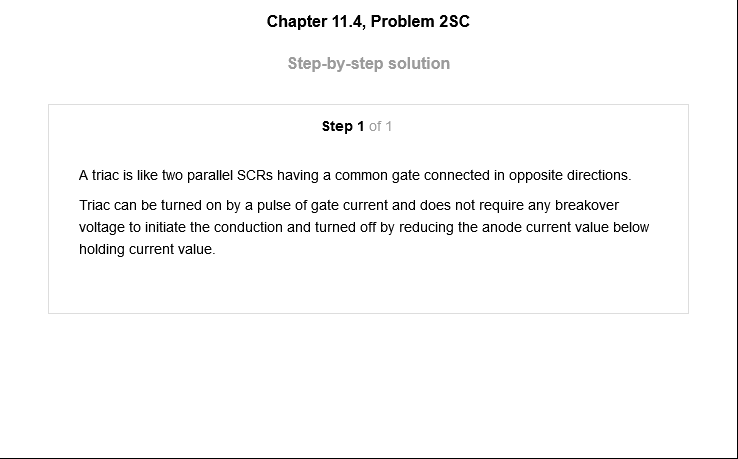 Chapter 11.4, Problem 2SC
Step-by-step solution
Step 1 of 1
A triac is like two parallel SCRs having a common gate connected in opposite directions.
Triac can be turned on by a pulse of gate current and does not require any breakover
voltage to initiate the conduction and turned off by reducing the anode current value below
holding current value.